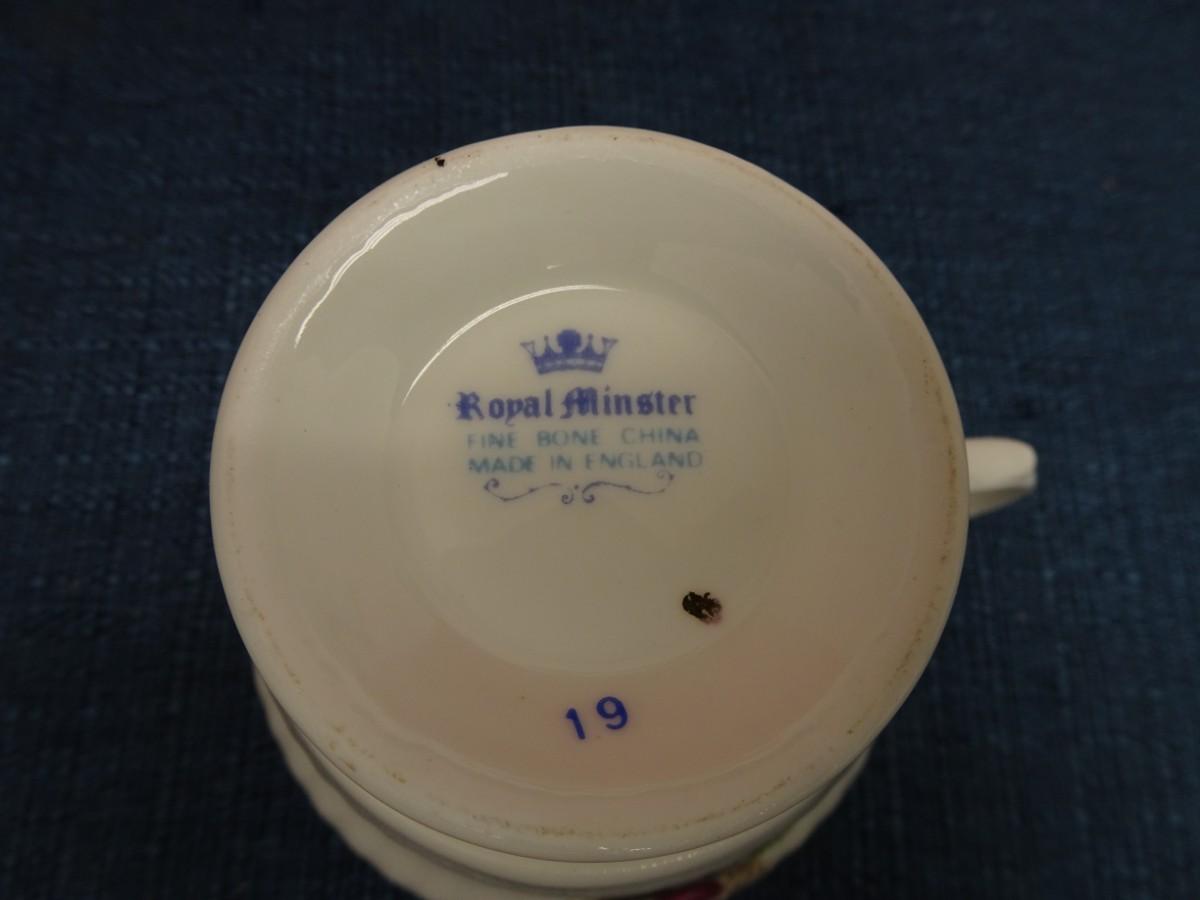 Royal Minster
FINE BONE CHINA
MADE IN ENGLAND
19